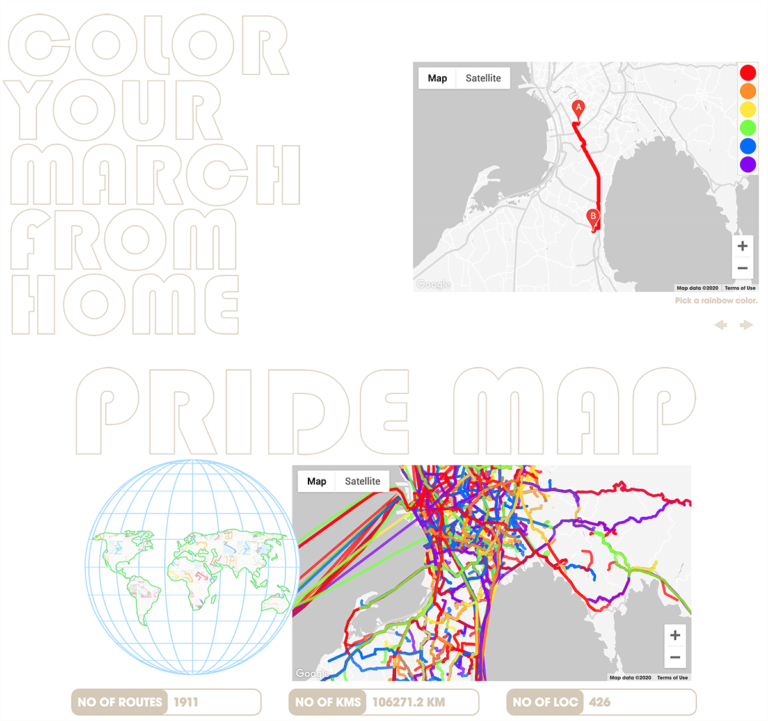 COLOR
YOUR
MARCH
FROM
HOME
Map Satellite
A
B
Google
Map data ©2020 Terms of Use
Pick a rainbow color.
PRIDE MAP
Map Satellite
Google
Map data ©2020 Terms of Use
NO OF ROUTES 1911
NO OF KMS 106271.2 KM
NO OF LOC 426